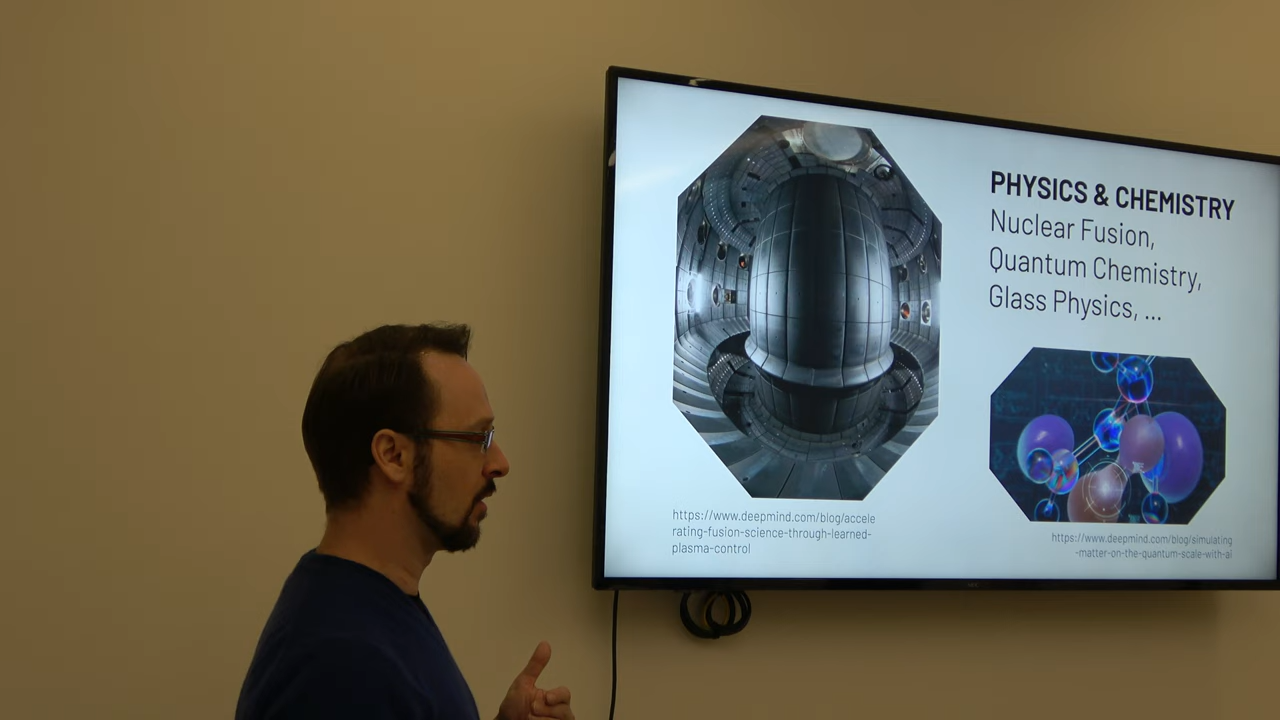 PHYSICS & CHEMISTRY
Nuclear Fusion,
Quantum Chemistry,
Glass Physics, ...
https://www.deepmind.com/blog/accele
rating-fusion-science-through-learned-
plasma-control
https://www.deepmind.com/blog/simulating
-matter-on-the-quantum-scale-with-ai